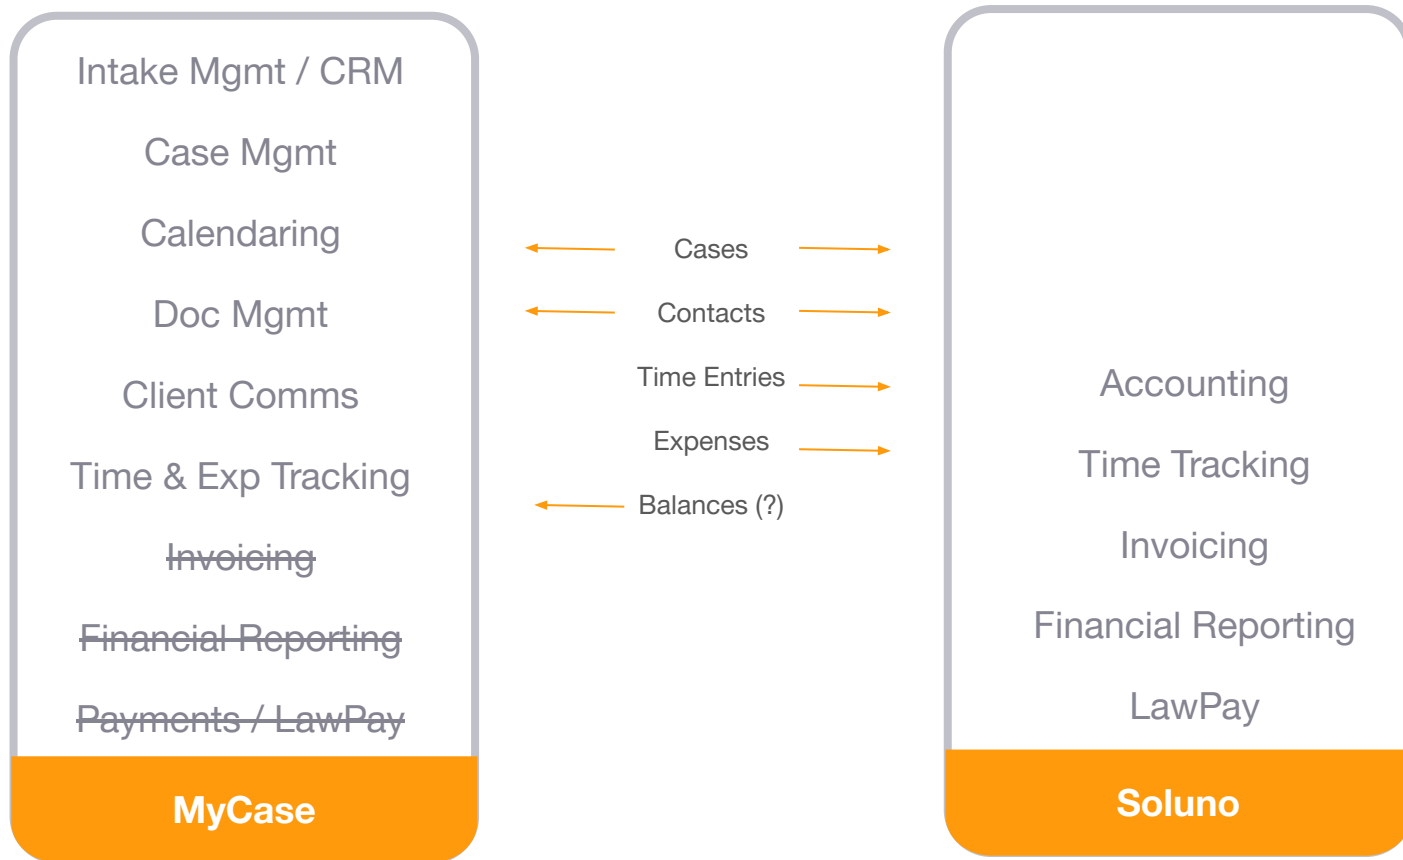 Intake Mgmt / CRM
Case Mgmt
Calendaring
Doc Mgmt
Client Comms
Time & Exp Tracking
Invoicing
Financial Reporting
Payments / LawPay
MyCase
Cases
Contacts
Time Entries
Expenses
Balances (?)
Accounting
Time Tracking
Invoicing
Financial Reporting
LawPay
Soluno